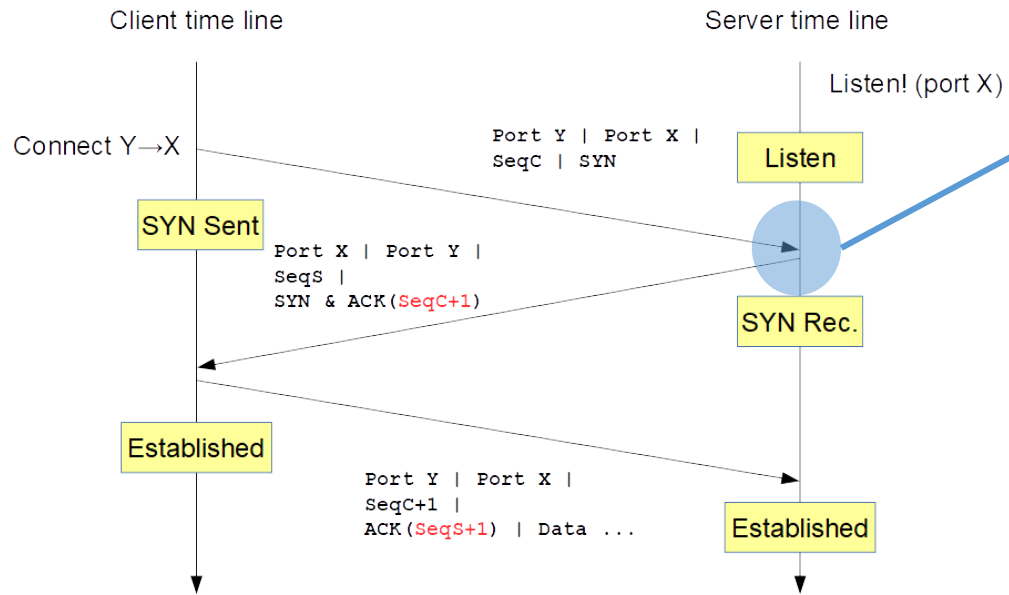 Client time line
Server time line
Listen! (port X)
Connect Y→X
Port Y | Port X |
SeqC | SYN
Listen
SYN Sent
Port X | Port Y |
SeqS |
SYN & ACK(SeqC+1)
SYN Rec.
Established
Port Y | Port X |
SeqC+1 |
ACK(SeqS+1) | Data ...
Established